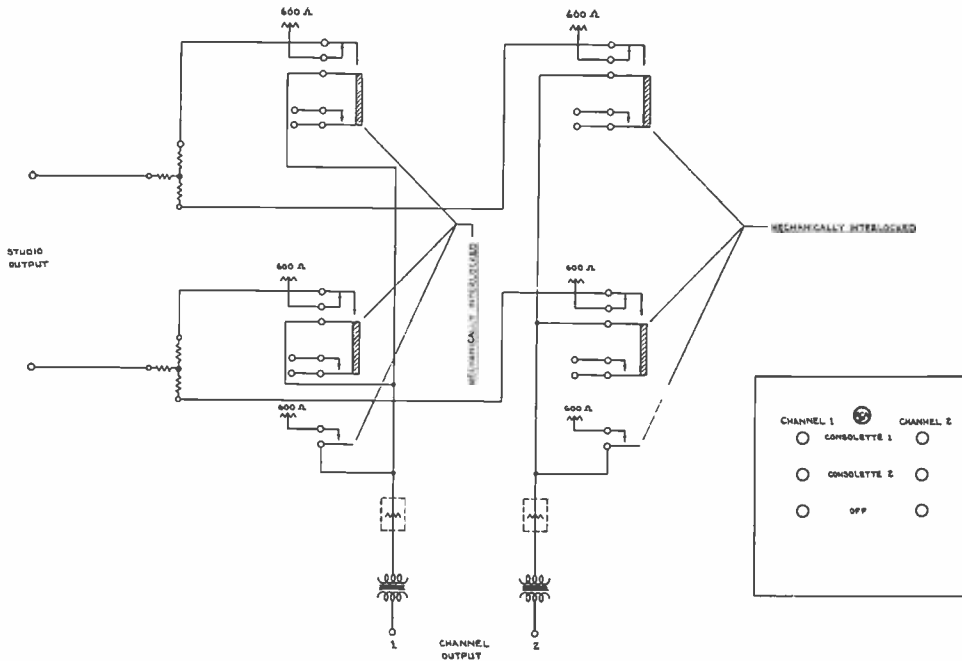 600 Ω
600 Ω
STUDIO
OUTPUT
600 Ω
600 Ω
600 Ω
600 Ω
MECHANICALLY INTERLOCKED
MECHANICALLY INTERLOCKED
RCA
CHANNEL 1
CHANNEL 2
CONSOLETTE 1
CONSOLETTE 2
OFF
1
CHANNEL
OUTPUT
2